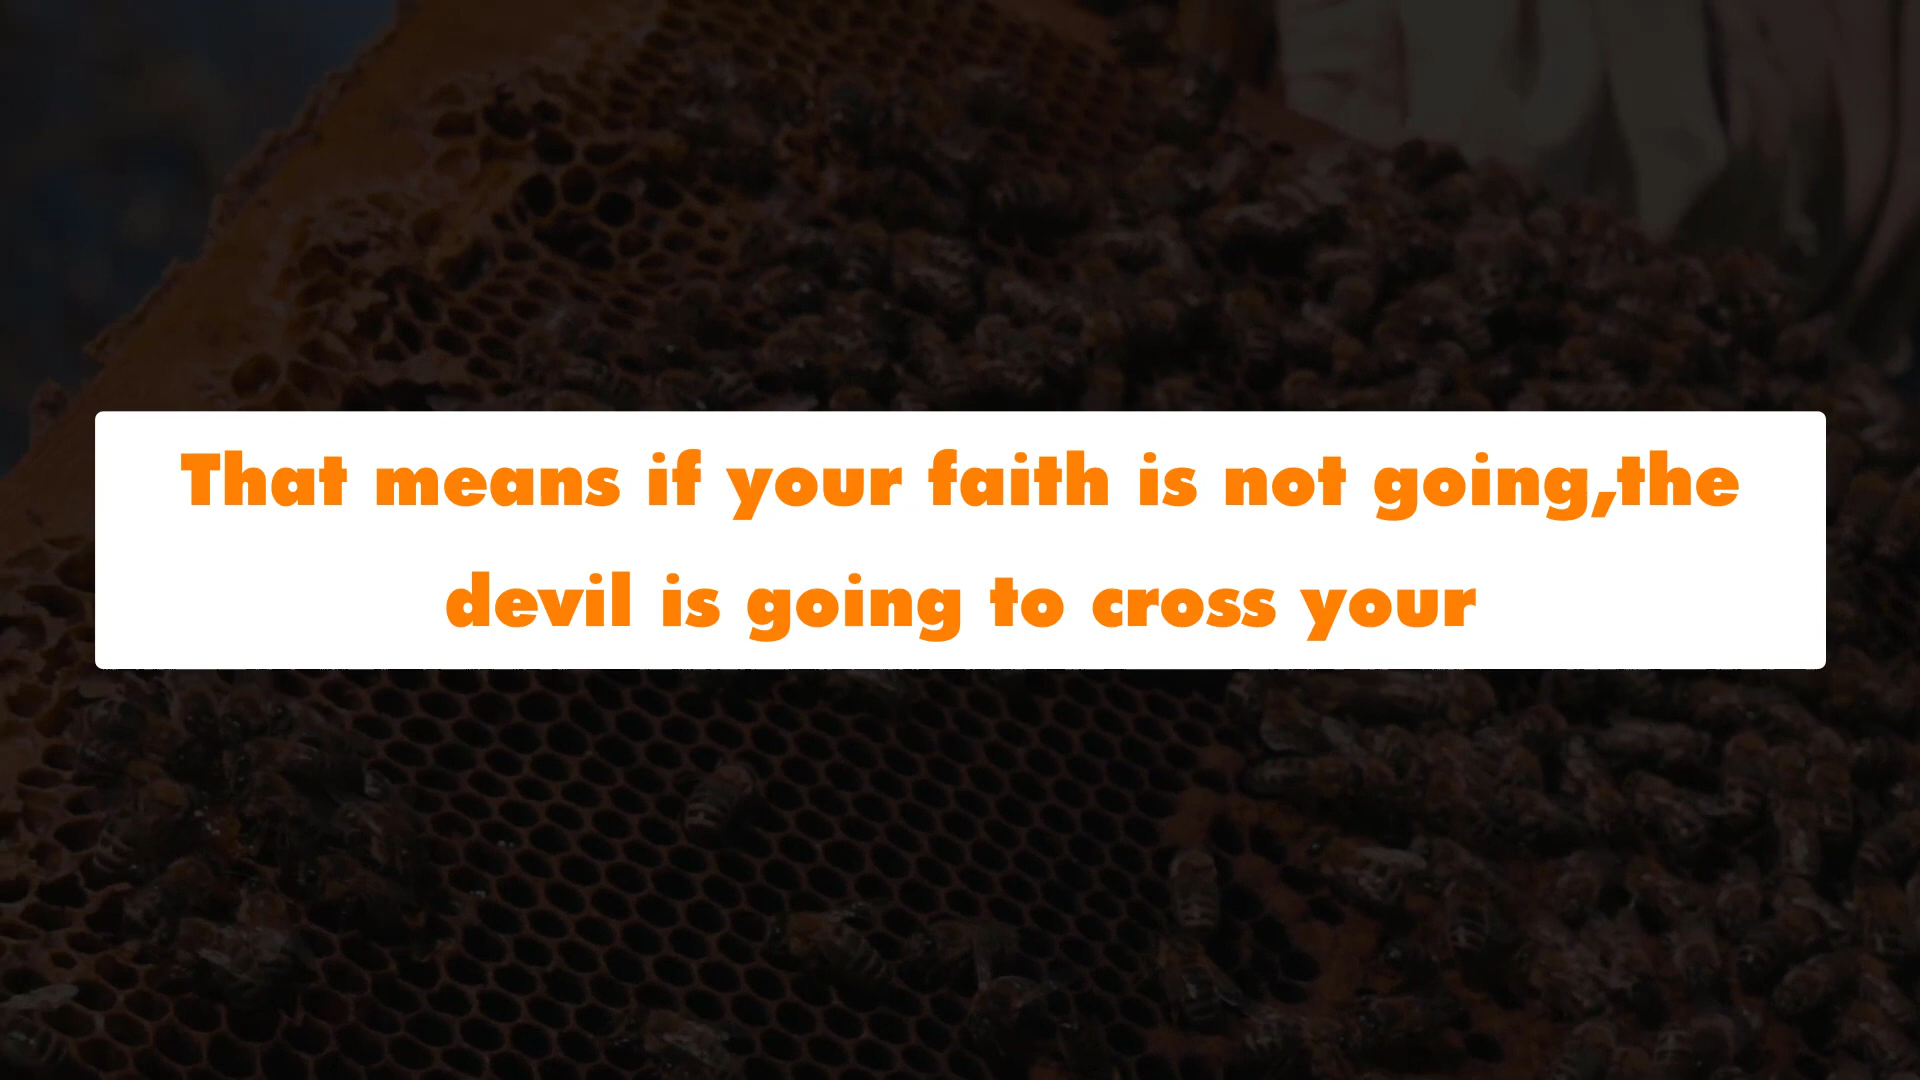 That means if your faith is not going,the
devil is going to cross your